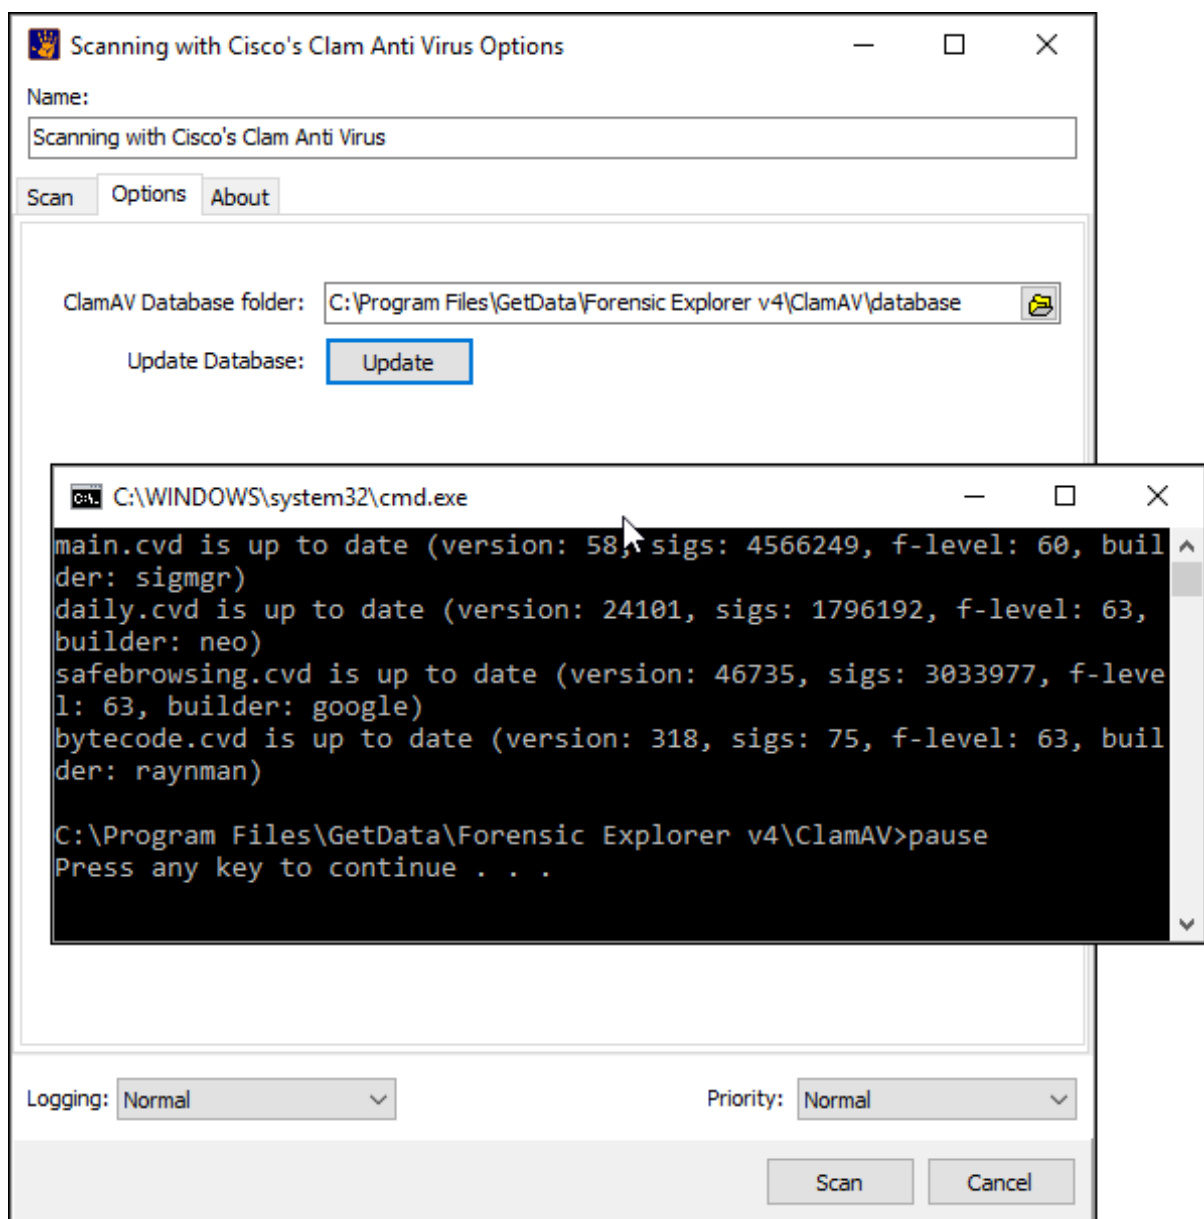 Scanning with Cisco's Clam Anti Virus Options
Name:
Scanning with Cisco's Clam Anti Virus
Scan Options About
ClamAV Database folder: C:\Program Files\GetData\Forensic Explorer v4\ClamAV\database
Update Database: Update
C:\WINDOWS\system32\cmd.exe
main.cvd is up to date (version: 58, sigs: 4566249, f-level: 60, buil
der: sigmgr)
daily.cvd is up to date (version: 24101, sigs: 1796192, f-level: 63,
builder: neo)
safebrowsing.cvd is up to date (version: 46735, sigs: 3033977, f-leve
l: 63, builder: google)
bytecode.cvd is up to date (version: 318, sigs: 75, f-level: 63, buil
der: raynman)
C:\Program Files\GetData\Forensic Explorer v4\ClamAV>pause
Press any key to continue . . .
Logging: Normal Priority: Normal
Scan Cancel